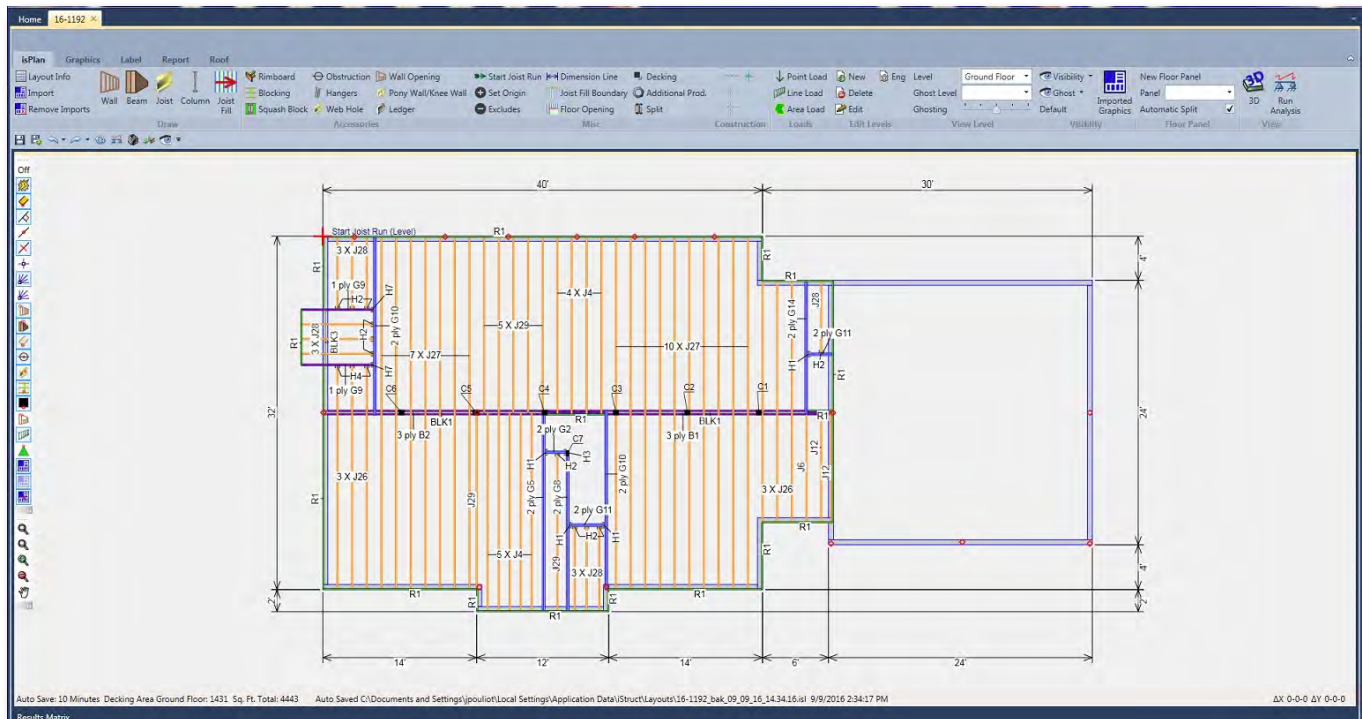 Home 16-1192 ×
isPlan Graphics Label Report Roof
Layout Info
Import
Remove Imports
Wall Beam Joist Column Joist Fill
Draw
Rimboard Obstruction Wall Opening
Blocking Hangers Pony Wall/Knee Wall
Squash Block Web Hole Ledger
Accessories
Start Joist Run Dimension Line Decking
Set Origin Joist Fill Boundary Additional Prod.
Excludes Floor Opening Split
Misc
Construction
Point Load
Line Load
Area Load
Loads
New Eng
Delete
Edit
Edit Levels
Level Ground Floor
Ghost Level
Ghosting
View Level
Visibility
Ghost
Default
Imported Graphics
Visibility
New Floor Panel
Panel
Automatic Split
Floor Panel
3D Run Analysis
View
Off
40' 30'
Start Joist Run (Level) R1
3 X J28
R1
R1
4'
1 ply G9
H2
H7
R1
J28
2 ply G10
4 X J4
2 ply G14
2 ply G11
R1
3 X J28
BLK3
H2
5 X J29
10 X J27
7 X J27
H1
H2
R1
H4
H7
1 ply G9
C6 C5 C4 C3 C2 C1
32'
24'
BLK1
R1
BLK1
R1
3 ply B2
2 ply G2
C7
3 ply B1
H1
H2
H3
J12
J6
J12
3 X J26
J29
2 ply G5
2 ply G8
2 ply G10
3 X J26
R1
2 ply G11
R1
H1
H2
H1
5 X J4
J29
3 X J28
R1
4'
R1
R1
R1
R1
2'
R1
2'
14' 12' 14' 6' 24'
Auto Save: 10 Minutes Decking Area Ground Floor: 1431 Sq. Ft. Total: 4443 Auto Saved C:\Documents and Settings\jpouliot\Local Settings\Application Data\iStruct\Layouts\16-1192_bak_09_09_16_14.34.16.isl 9/9/2016 2:34:17 PM ΔX 0-0-0 ΔY 0-0-0
Results Matrix